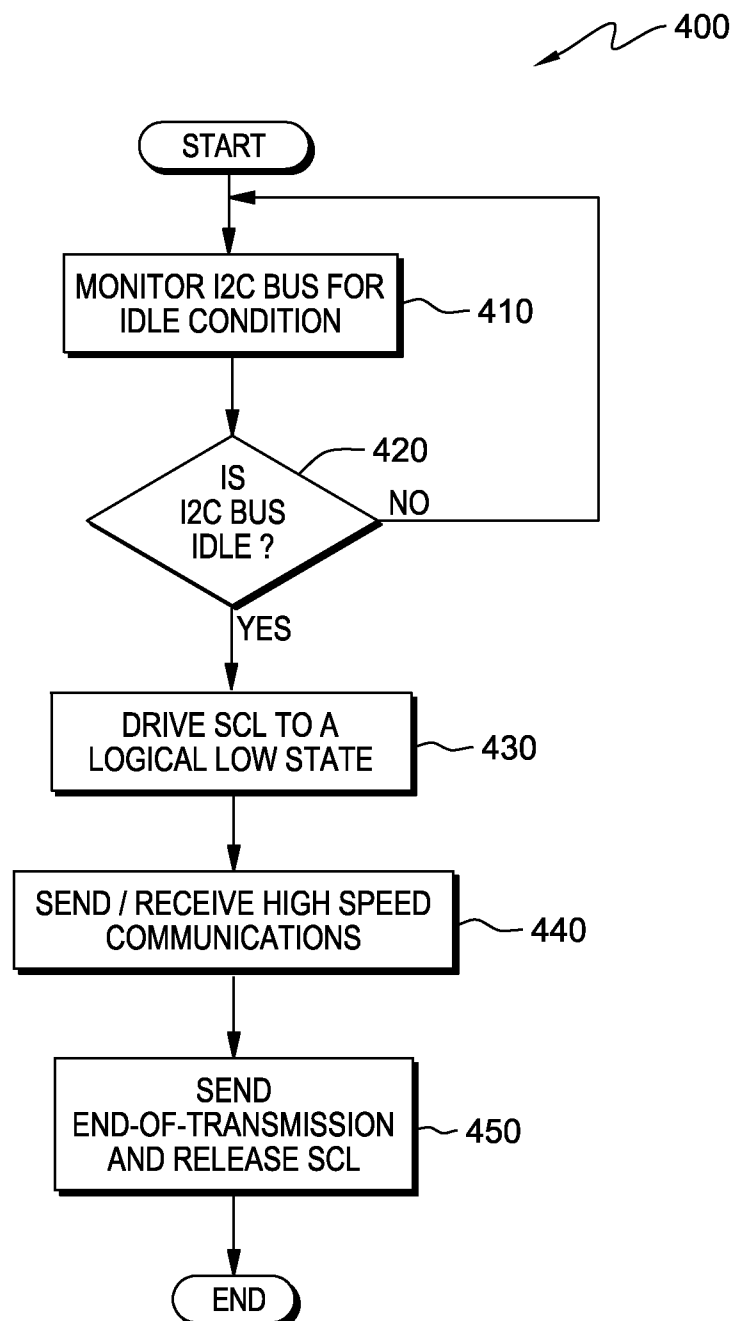 400
START
MONITOR I2C BUS FOR
IDLE CONDITION
410
420
IS
I2C BUS
IDLE ?
NO
YES
DRIVE SCL TO A
LOGICAL LOW STATE
430
SEND / RECEIVE HIGH SPEED
COMMUNICATIONS
440
SEND
END-OF-TRANSMISSION
AND RELEASE SCL
450
END